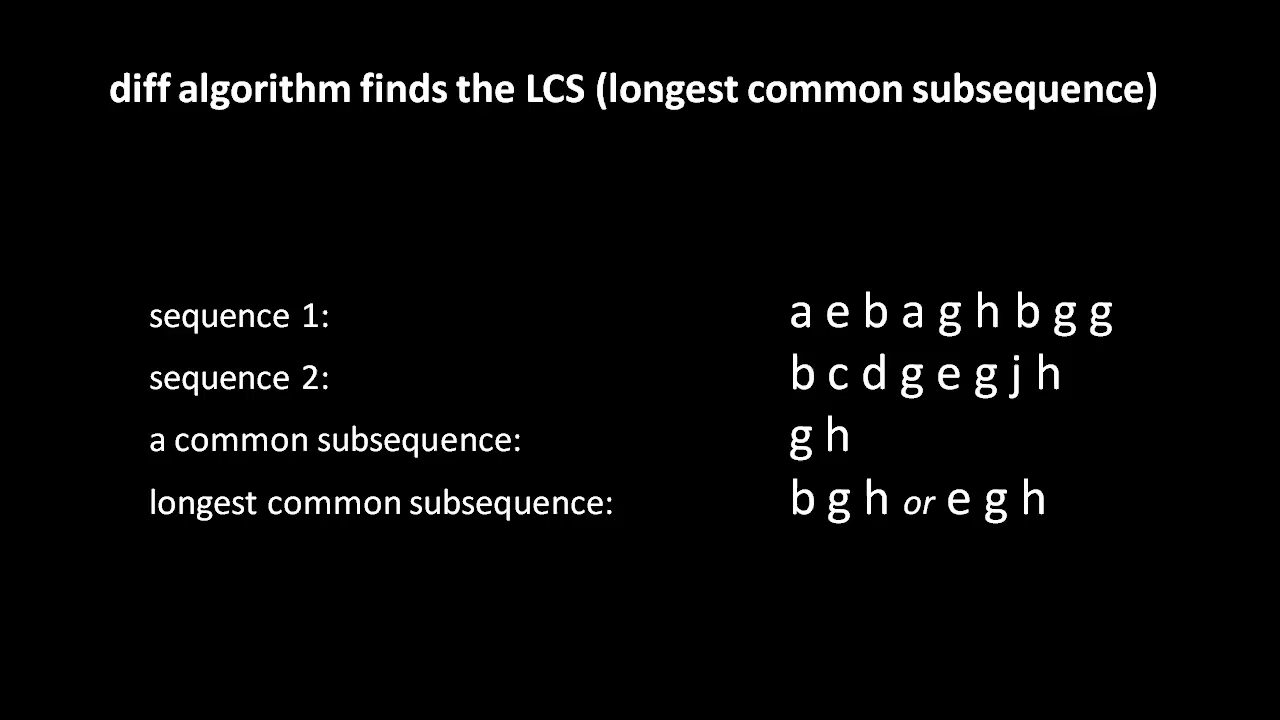 diff algorithm finds the LCS (longest common subsequence)
sequence 1: a e b a g h b g g
sequence 2: b c d g e g j h
a common subsequence: g h
longest common subsequence: b g h or e g h